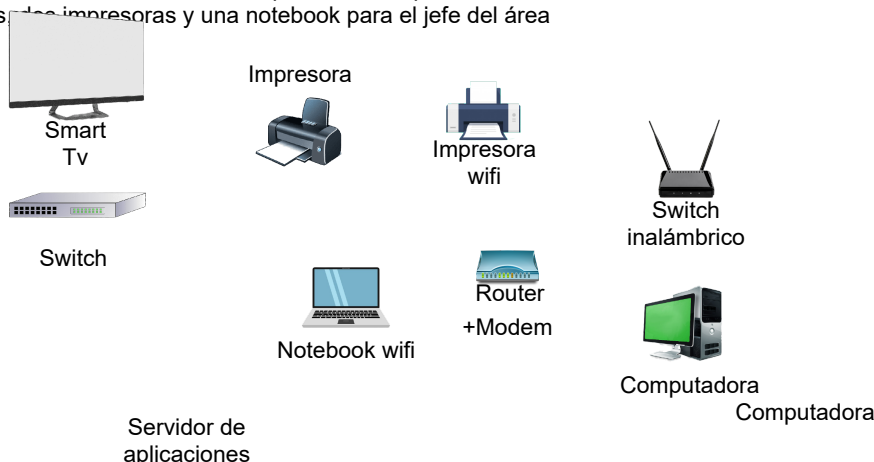 impresoras y una notebook para el jefe del área
Impresora
Smart
Tv
Impresora
wifi
Switch
inalámbrico
Switch
Router
+Modem
Notebook wifi
Computadora
Computadora
Servidor de
aplicaciones